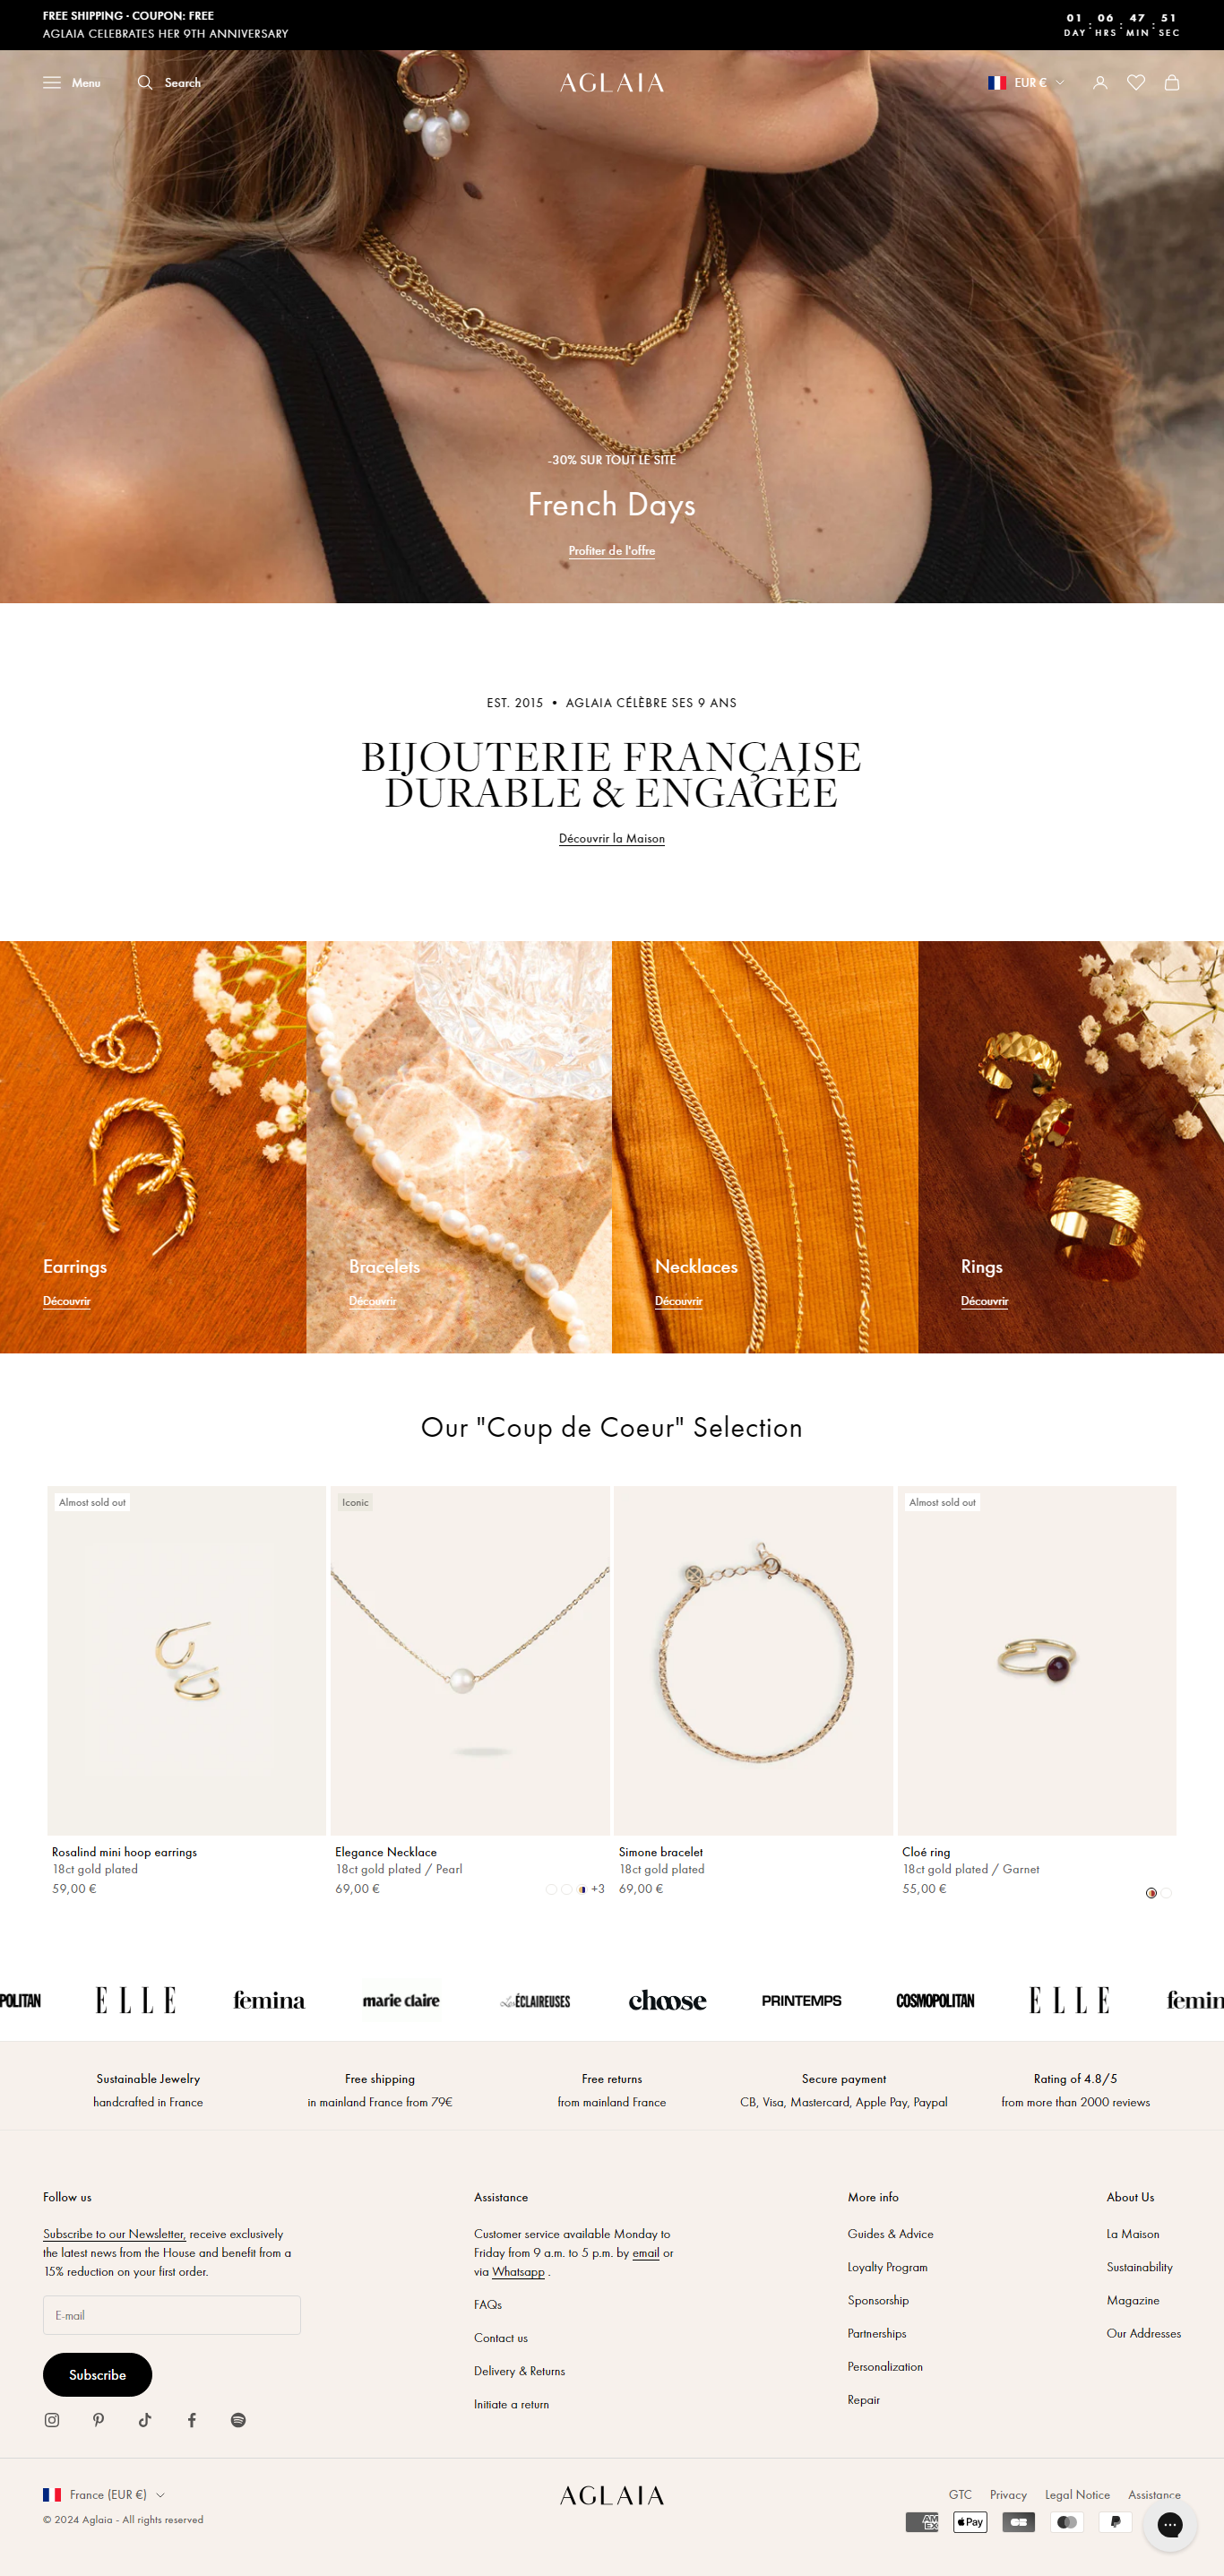 FREE SHIPPING - COUPON: FREE
AGLAIA CELEBRATES HER 9TH ANNIVERSARY
01 : 06 : 47 : 51
DAY HRS MIN SEC
Menu
Search
AGLAIA
EUR €
-30% SUR TOUT LE SITE
French Days
Profiter de l'offre
EST. 2015 • AGLAIA CÉLÈBRE SES 9 ANS
BIJOUTERIE FRANÇAISE
DURABLE & ENGAGÉE
Découvrir la Maison
Earrings
Découvrir
Bracelets
Découvrir
Necklaces
Découvrir
Rings
Découvrir
Our "Coup de Coeur" Selection
Almost sold out
Rosalind mini hoop earrings
18ct gold plated
59,00 €
Iconic
Elegance Necklace
18ct gold plated / Pearl
69,00 €
+3
Simone bracelet
18ct gold plated
69,00 €
Almost sold out
Cloé ring
18ct gold plated / Garnet
55,00 €
POLITAN ELLE femina marie claire Les ÉCLAIREUSES choose PRINTEMPS COSMOPOLITAN ELLE femin
Sustainable Jewelry
handcrafted in France
Free shipping
in mainland France from 79€
Free returns
from mainland France
Secure payment
CB, Visa, Mastercard, Apple Pay, Paypal
Rating of 4.8/5
from more than 2000 reviews
Follow us
Subscribe to our Newsletter, receive exclusively
the latest news from the House and benefit from a
15% reduction on your first order.
E-mail
Subscribe
Assistance
Customer service available Monday to
Friday from 9 a.m. to 5 p.m. by email or
via Whatsapp .
FAQs
Contact us
Delivery & Returns
Initiate a return
More info
Guides & Advice
Loyalty Program
Sponsorship
Partnerships
Personalization
Repair
About Us
La Maison
Sustainability
Magazine
Our Addresses
France (EUR €)
© 2024 Aglaia - All rights reserved
AGLAIA
GTC Privacy Legal Notice Assistance
AM EX Pay CB P